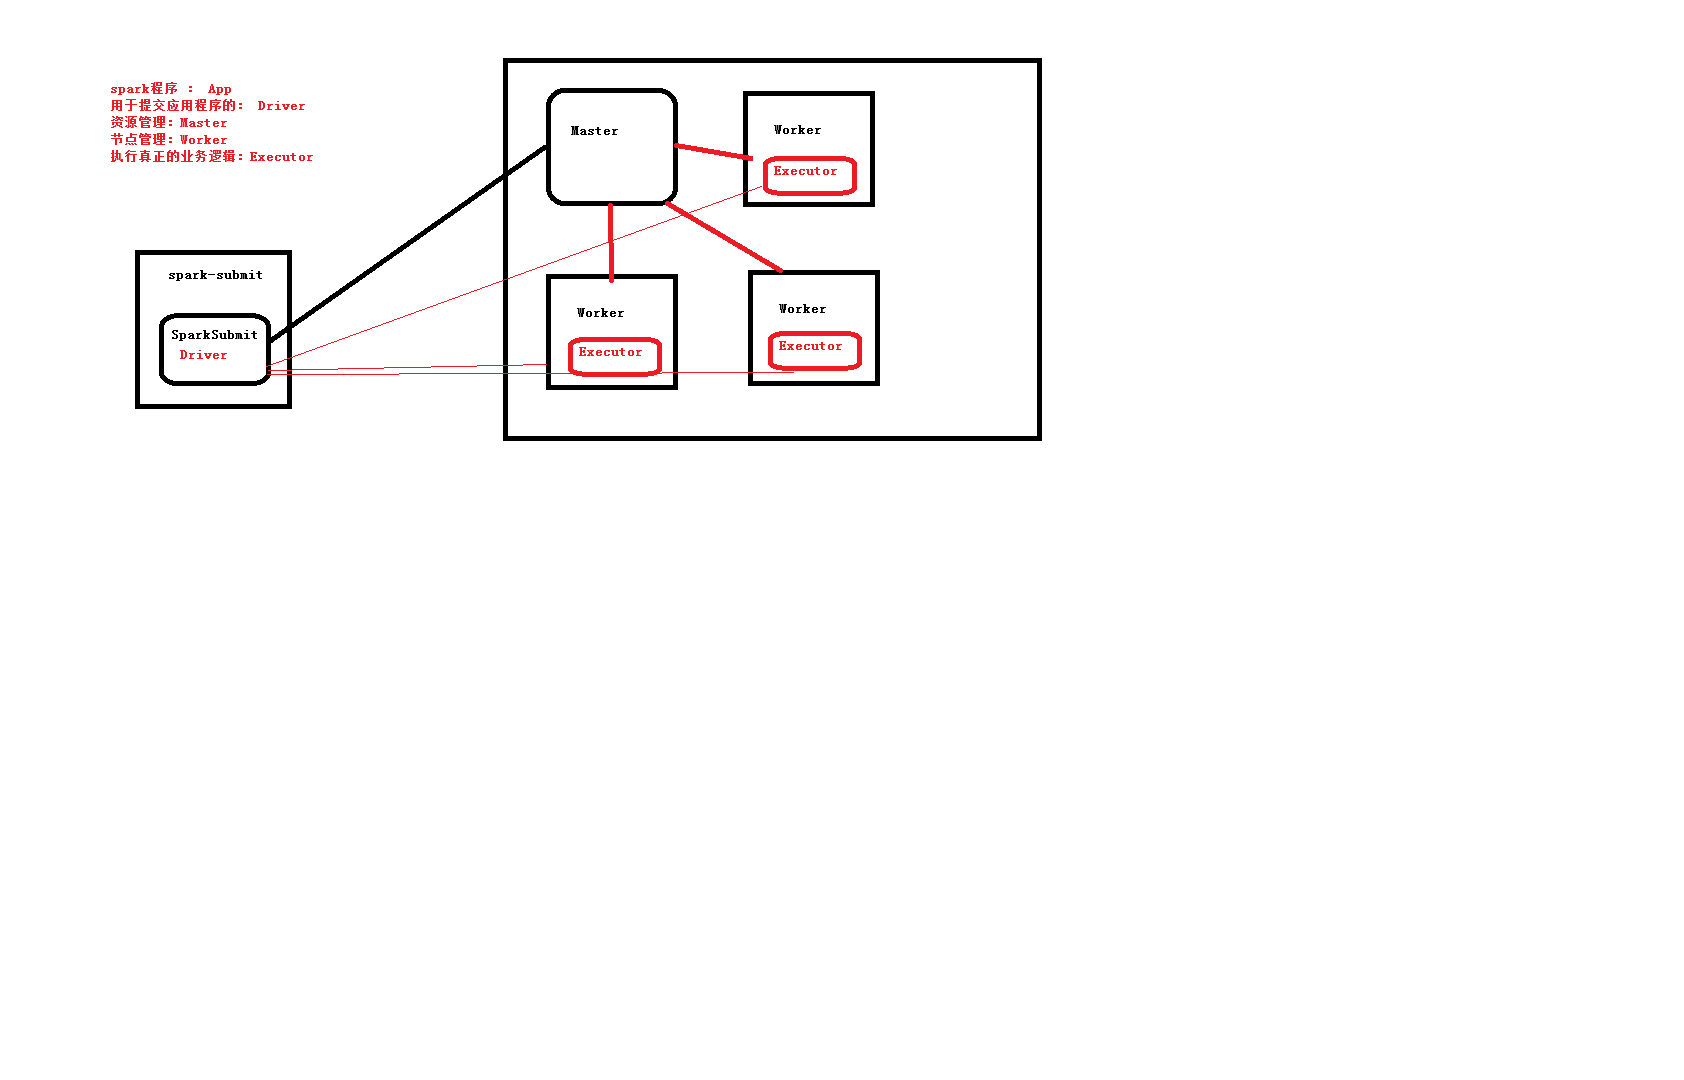 spark程序 : App
用于提交应用程序的: Driver
资源管理: Master
节点管理: Worker
执行真正的业务逻辑: Executor
Master
Worker
Executor
spark-submit
SparkSubmit
Driver
Worker
Executor
Worker
Executor